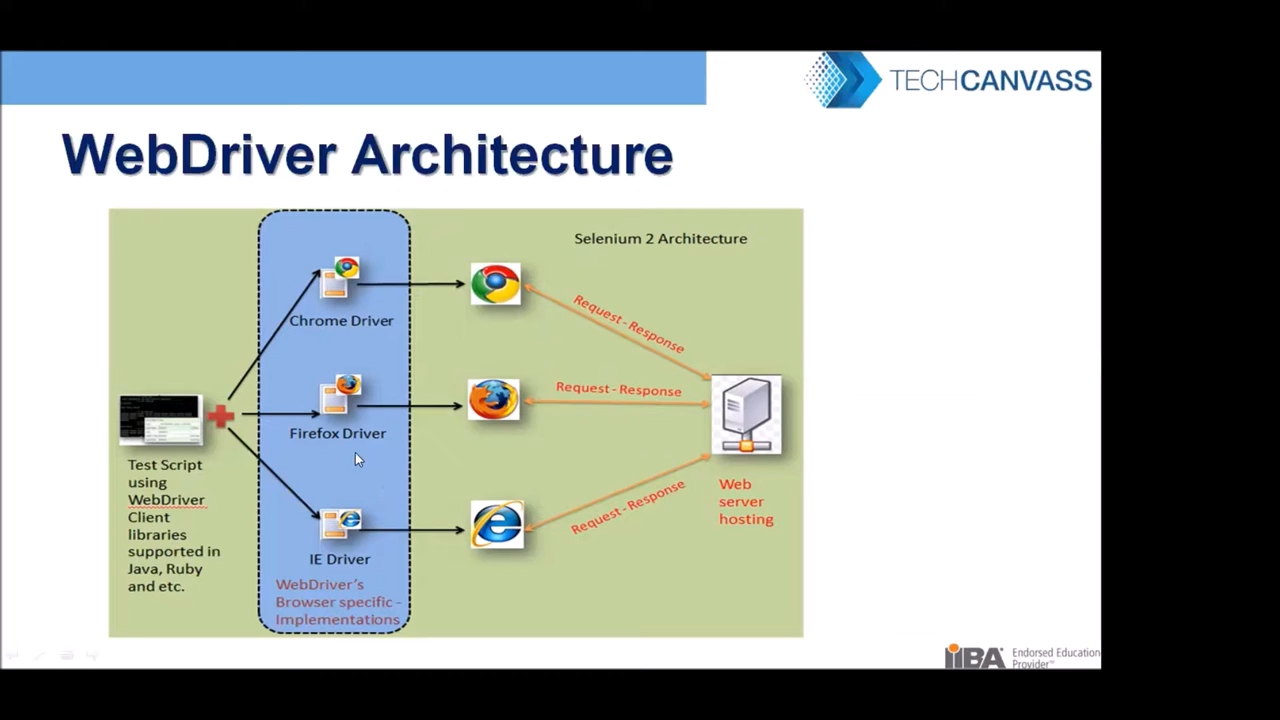 TECHCANVASS
WebDriver Architecture
Selenium 2 Architecture
Chrome Driver
Request - Response
Firefox Driver
Request - Response
Test Script
using
WebDriver
Client
libraries
supported in
Java, Ruby
and etc.
IE Driver
WebDriver's
Browser specific -
Implementations
Request - Response
Web
server
hosting
IIBA
Endorsed Education
Provider™